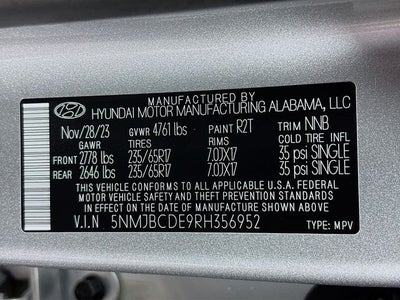 MANUFACTURED BY
HYUNDAI MOTOR MANUFACTURING ALABAMA, LLC
Nov/28/23 GVWR 4761 lbs PAINT R2T TRIM NNB
GAWR TIRES RIMS COLD TIRE INFL
FRONT 2778 lbs 235/65R17 7.0JX17 35 psi SINGLE
REAR 2646 lbs 235/65R17 7.0JX17 35 psi SINGLE
THIS VEHICLE CONFORMS TO ALL APPLICABLE U.S.A. FEDERAL
MOTOR VEHICLE SAFETY AND THEFT PREVENTION STANDARDS
IN EFFECT ON THE DATE OF MANUFACTURE SHOWN ABOVE.
V.I.N 5NMJBCDE9RH356952 TYPE: MPV